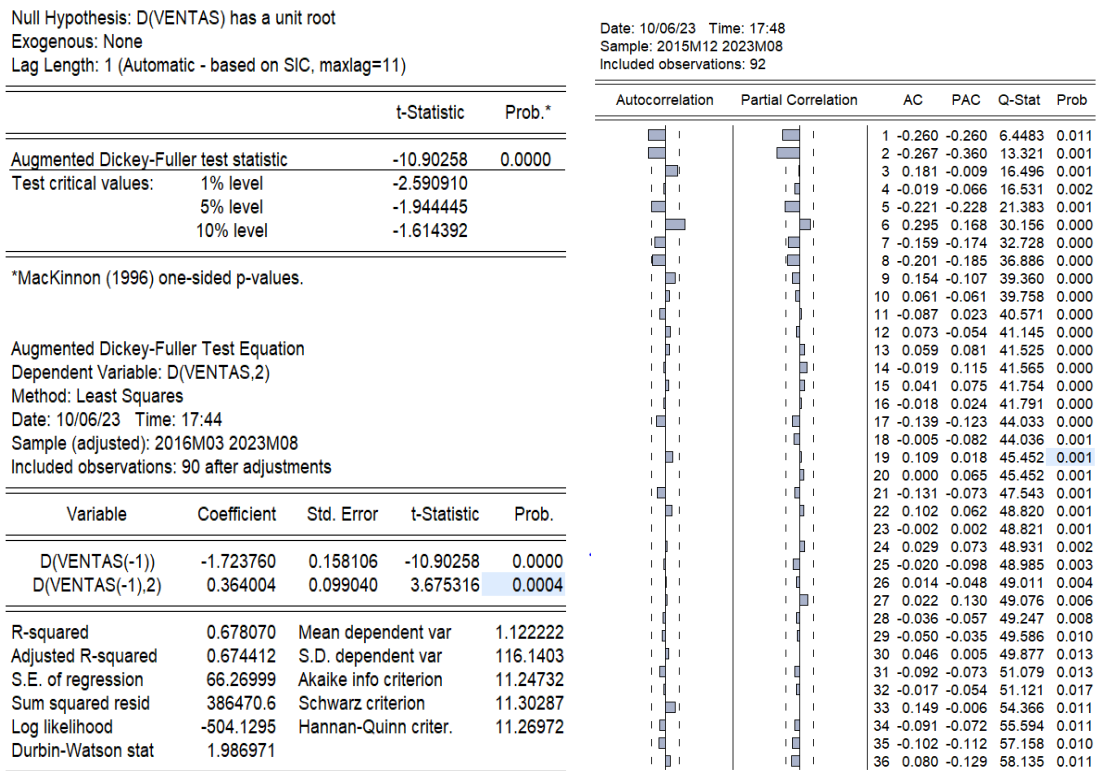 Null Hypothesis: D(VENTAS) has a unit root
Exogenous: None
Lag Length: 1 (Automatic - based on SIC, maxlag=11)
t-Statistic Prob.*
Augmented Dickey-Fuller test statistic -10.90258 0.0000
Test critical values: 1% level -2.590910
5% level -1.944445
10% level -1.614392
*MacKinnon (1996) one-sided p-values.
Augmented Dickey-Fuller Test Equation
Dependent Variable: D(VENTAS,2)
Method: Least Squares
Date: 10/06/23 Time: 17:44
Sample (adjusted): 2016M03 2023M08
Included observations: 90 after adjustments
Variable Coefficient Std. Error t-Statistic Prob.
D(VENTAS(-1)) -1.723760 0.158106 -10.90258 0.0000
D(VENTAS(-1),2) 0.364004 0.099040 3.675316 0.0004
R-squared 0.678070 Mean dependent var 1.122222
Adjusted R-squared 0.674412 S.D. dependent var 116.1403
S.E. of regression 66.26999 Akaike info criterion 11.24732
Sum squared resid 386470.6 Schwarz criterion 11.30287
Log likelihood -504.1295 Hannan-Quinn criter. 11.26972
Durbin-Watson stat 1.986971
Date: 10/06/23 Time: 17:48
Sample: 2015M12 2023M08
Included observations: 92
Autocorrelation Partial Correlation AC PAC Q-Stat Prob
1 -0.260 -0.260 6.4483 0.011
2 -0.267 -0.360 13.321 0.001
3 0.181 -0.009 16.496 0.001
4 -0.019 -0.066 16.531 0.002
5 -0.221 -0.228 21.383 0.001
6 0.295 0.168 30.156 0.000
7 -0.159 -0.174 32.728 0.000
8 -0.201 -0.185 36.886 0.000
9 0.154 -0.107 39.360 0.000
10 0.061 -0.061 39.758 0.000
11 -0.087 0.023 40.571 0.000
12 0.073 -0.054 41.145 0.000
13 0.059 0.081 41.525 0.000
14 -0.019 0.115 41.565 0.000
15 0.041 0.075 41.754 0.000
16 -0.018 0.024 41.791 0.000
17 -0.139 -0.123 44.033 0.000
18 -0.005 -0.082 44.036 0.001
19 0.109 0.018 45.452 0.001
20 0.000 0.065 45.452 0.001
21 -0.131 -0.073 47.543 0.001
22 0.102 0.062 48.820 0.001
23 -0.002 0.002 48.821 0.001
24 0.029 0.073 48.931 0.002
25 -0.020 -0.098 48.985 0.003
26 0.014 -0.048 49.011 0.004
27 0.022 0.130 49.076 0.006
28 -0.036 -0.057 49.247 0.008
29 -0.050 -0.035 49.586 0.010
30 0.046 0.005 49.877 0.013
31 -0.092 -0.073 51.079 0.013
32 -0.017 -0.054 51.121 0.017
33 0.149 -0.006 54.366 0.011
34 -0.091 -0.072 55.594 0.011
35 -0.102 -0.112 57.158 0.010
36 0.080 -0.129 58.135 0.011